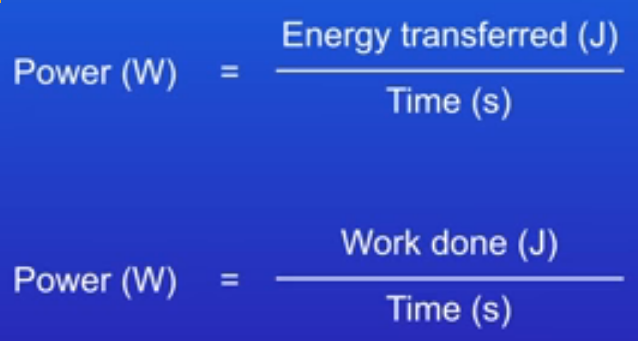 Energy transferred (J)
Power (W) =
Time (s)
Work done (J)
Power (W) =
Time (s)